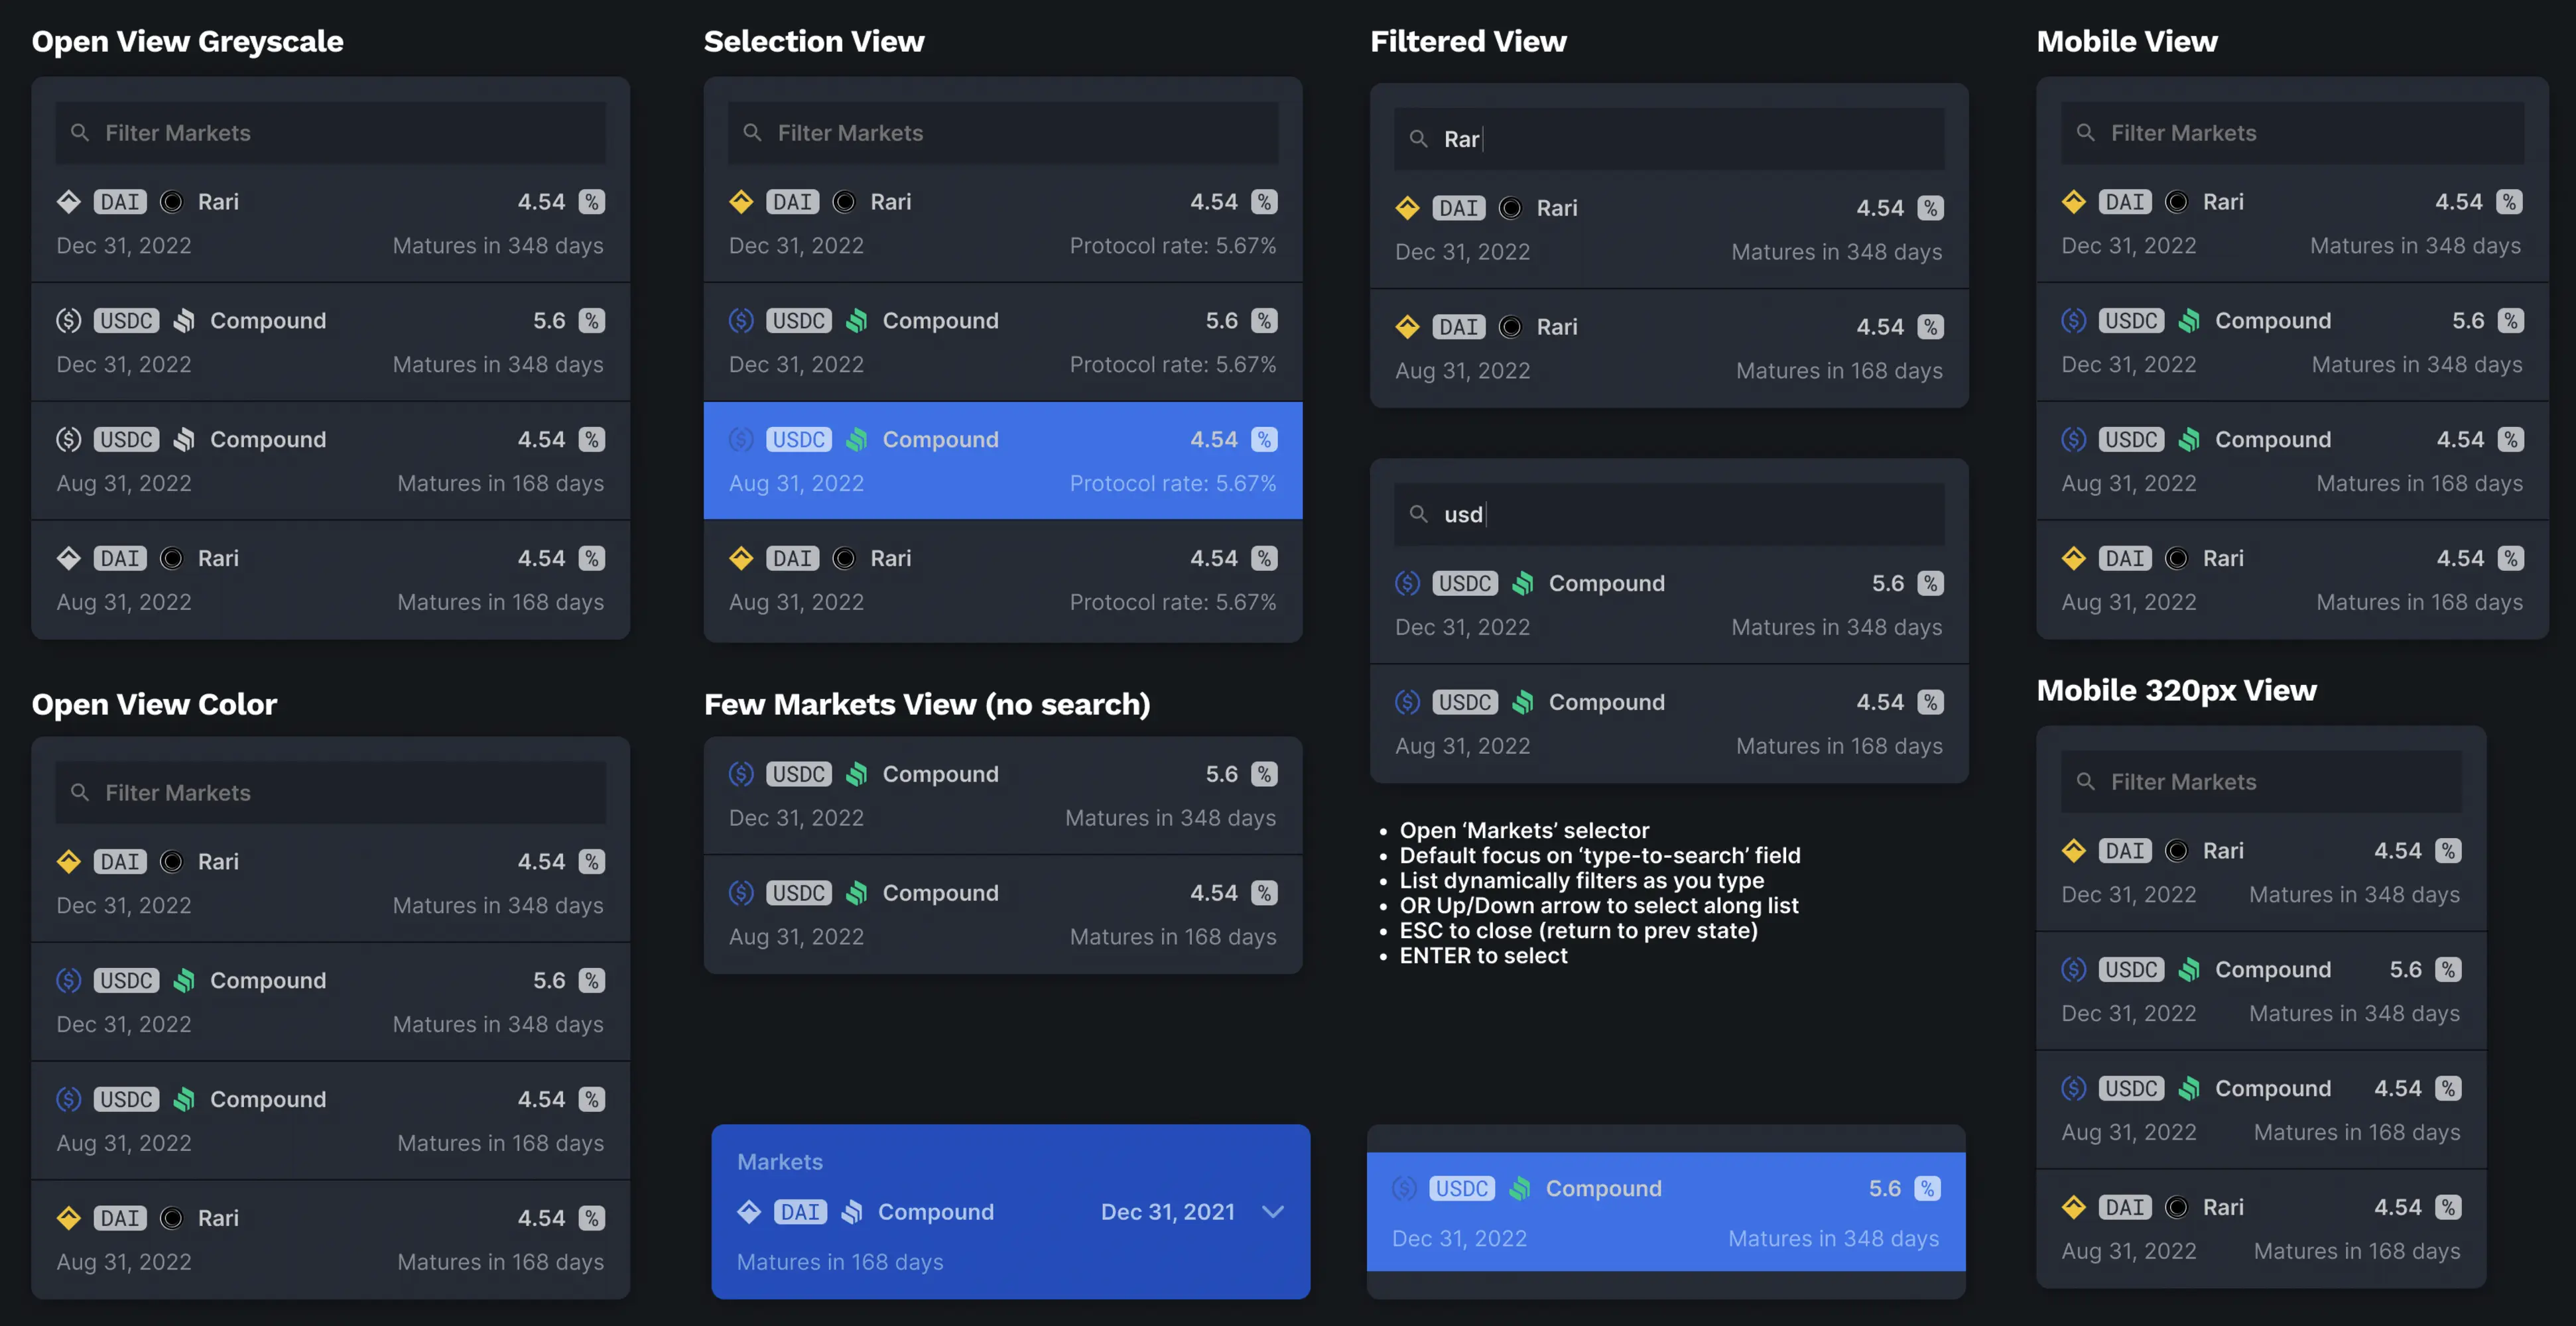 Open View Greyscale
Filter Markets
DAI Rari 4.54 %
Dec 31, 2022 Matures in 348 days
USDC Compound 5.6 %
Dec 31, 2022 Matures in 348 days
USDC Compound 4.54 %
Aug 31, 2022 Matures in 168 days
DAI Rari 4.54 %
Aug 31, 2022 Matures in 168 days
Open View Color
Filter Markets
DAI Rari 4.54 %
Dec 31, 2022 Matures in 348 days
USDC Compound 5.6 %
Dec 31, 2022 Matures in 348 days
USDC Compound 4.54 %
Aug 31, 2022 Matures in 168 days
DAI Rari 4.54 %
Aug 31, 2022 Matures in 168 days
Selection View
Filter Markets
DAI Rari 4.54 %
Dec 31, 2022 Protocol rate: 5.67%
USDC Compound 5.6 %
Dec 31, 2022 Protocol rate: 5.67%
USDC Compound 4.54 %
Aug 31, 2022 Protocol rate: 5.67%
DAI Rari 4.54 %
Aug 31, 2022 Protocol rate: 5.67%
Few Markets View (no search)
USDC Compound 5.6 %
Dec 31, 2022 Matures in 348 days
USDC Compound 4.54 %
Aug 31, 2022 Matures in 168 days
Markets
DAI Compound Dec 31, 2021
Matures in 168 days
Filtered View
Rar
DAI Rari 4.54 %
Dec 31, 2022 Matures in 348 days
DAI Rari 4.54 %
Aug 31, 2022 Matures in 168 days
usd
USDC Compound 5.6 %
Dec 31, 2022 Matures in 348 days
USDC Compound 4.54 %
Aug 31, 2022 Matures in 168 days
• Open ‘Markets’ selector
• Default focus on ‘type-to-search’ field
• List dynamically filters as you type
• OR Up/Down arrow to select along list
• ESC to close (return to prev state)
• ENTER to select
USDC Compound 5.6 %
Dec 31, 2022 Matures in 348 days
Mobile View
Filter Markets
DAI Rari 4.54 %
Dec 31, 2022 Matures in 348 days
USDC Compound 5.6 %
Dec 31, 2022 Matures in 348 days
USDC Compound 4.54 %
Aug 31, 2022 Matures in 168 days
DAI Rari 4.54 %
Aug 31, 2022 Matures in 168 days
Mobile 320px View
Filter Markets
DAI Rari 4.54 %
Dec 31, 2022 Matures in 348 days
USDC Compound 5.6 %
Dec 31, 2022 Matures in 348 days
USDC Compound 4.54 %
Aug 31, 2022 Matures in 168 days
DAI Rari 4.54 %
Aug 31, 2022 Matures in 168 days